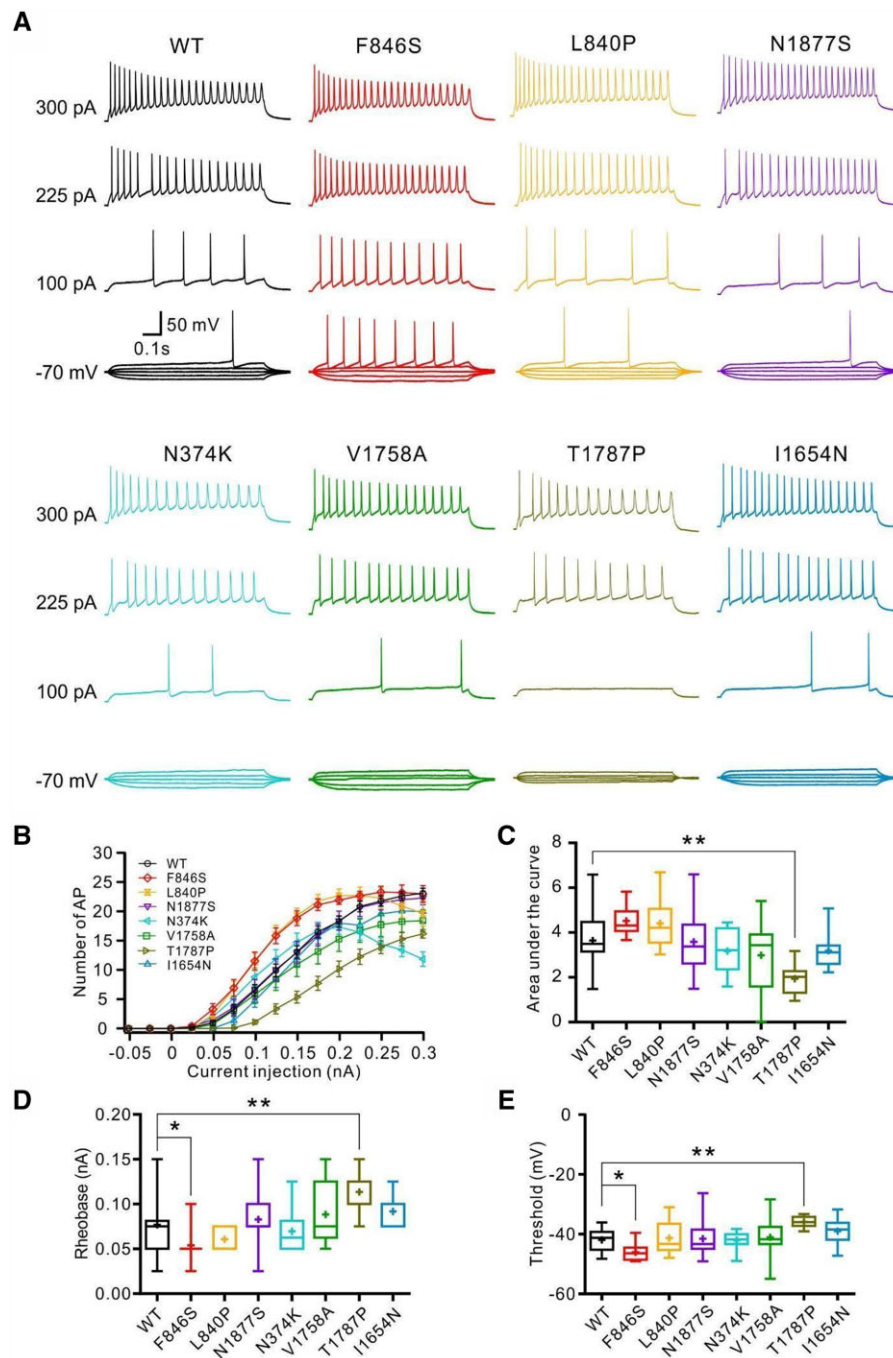 A
WT F846S L840P N1877S
300 pA
225 pA
100 pA
50 mV
0.1s
-70 mV
N374K V1758A T1787P I1654N
300 pA
225 pA
100 pA
-70 mV
B
Number of AP
30
25
20
15
10
5
0
WT
F846S
L840P
N1877S
N374K
V1758A
T1787P
I1654N
-0.05 0 0.05 0.1 0.15 0.2 0.25 0.3
Current injection (nA)
C
Area under the curve
8
6
4
2
0
**
WT F846S L840P N1877S N374K V1758A T1787P I1654N
D
Rheobase (nA)
0.20
0.15
0.10
0.05
0.00
* **
WT F846S L840P N1877S N374K V1758A T1787P I1654N
E
Threshold (mV)
0
-20
-40
-60
* **
WT F846S L840P N1877S N374K V1758A T1787P I1654N